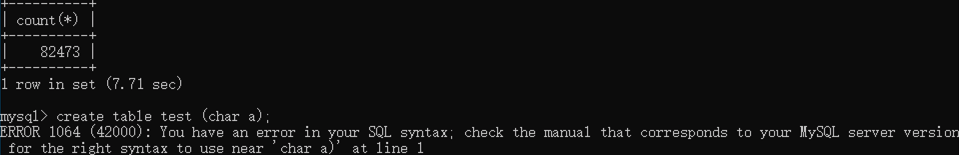 +----------+
| count(*) |
+----------+
|    82473 |
+----------+
1 row in set (7.71 sec)
mysql> create table test (char a);
ERROR 1064 (42000): You have an error in your SQL syntax; check the manual that corresponds to your MySQL server version
 for the right syntax to use near 'char a)' at line 1